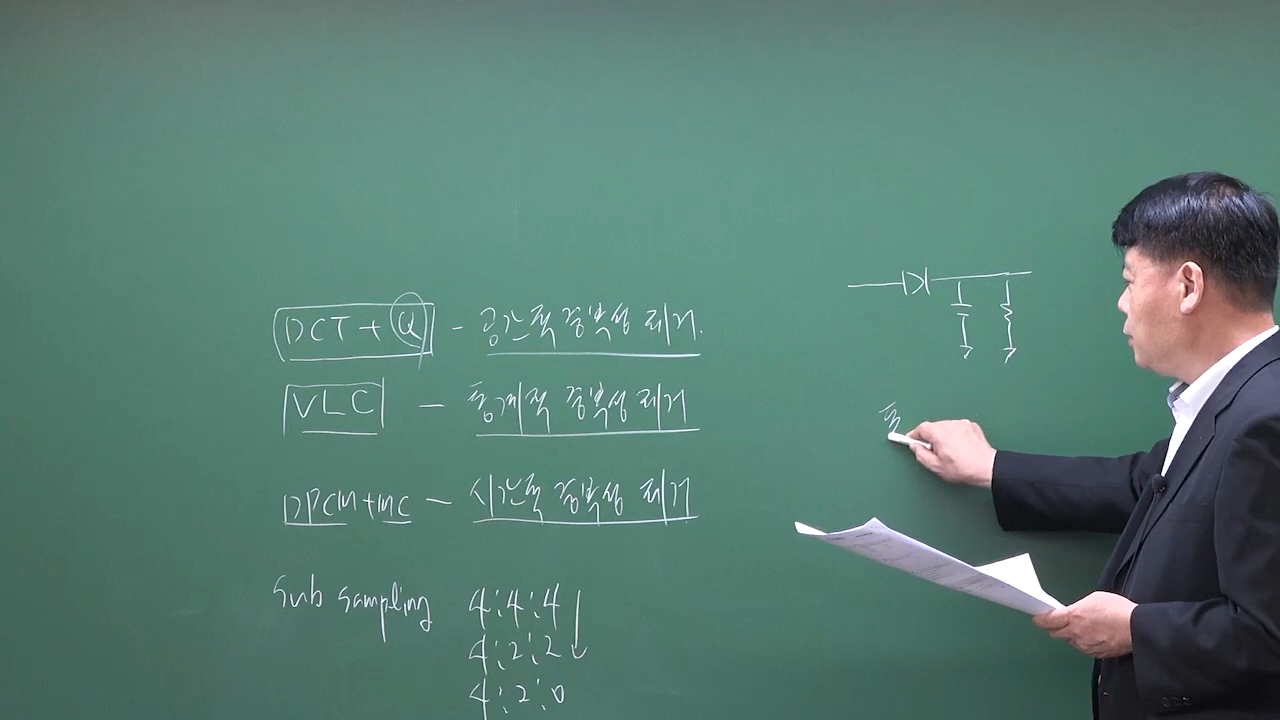 DCT + Q - 공간적 중복성 제거.
VLC - 통계적 중복성 제거
DPCM+MC - 시간적 중복성 제거
Sub Sampling 4:4:4
4:2:2
4:2:0